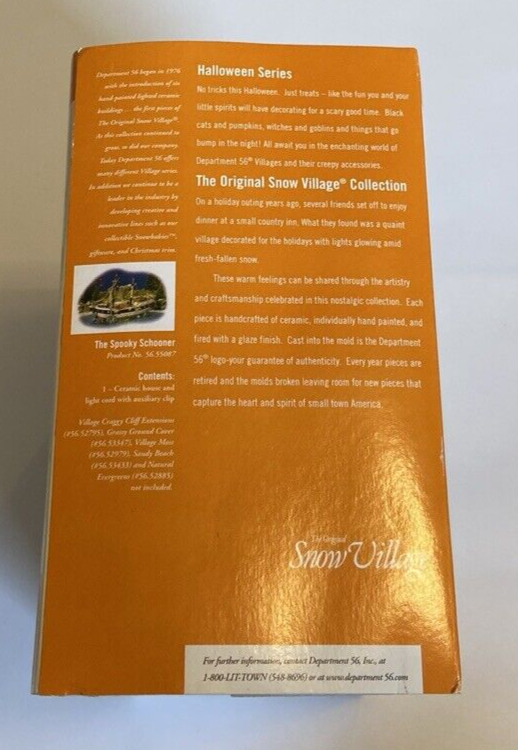 Department 56 began in 1976
with the introduction of six
hand-painted lighted ceramic
buildings... the first pieces of
The Original Snow Village®.
As this collection continued to
grow, so did our company.
Today Department 56 offers
many different Village series.
In addition we continue to be a
leader in the industry by
developing creative and
innovative lines such as our
collectible Snowbabies™,
giftware, and Christmas trim.
The Spooky Schooner
Product No. 56.55087
Contents:
1 – Ceramic house and
light cord with auxiliary clip
Village Craggy Cliff Extensions
(#56.52795), Grassy Ground Cover
(#56.53347), Village Moss
(#56.52979), Sandy Beach
(#56.53433) and Natural
Evergreens (#56.52885)
not included.
Halloween Series
No tricks this Halloween. Just treats – like the fun you and your
little spirits will have decorating for a scary good time. Black
cats and pumpkins, witches and goblins and things that go
bump in the night! All await you in the enchanting world of
Department 56® Villages and their creepy accessories.
The Original Snow Village® Collection
On a holiday outing years ago, several friends set off to enjoy
dinner at a small country inn. What they found was a quaint
village decorated for the holidays with lights glowing amid
fresh-fallen snow.
These warm feelings can be shared through the artistry
and craftsmanship celebrated in this nostalgic collection. Each
piece is handcrafted of ceramic, individually hand painted, and
fired with a glaze finish. Cast into the mold is the Department
56® logo-your guarantee of authenticity. Every year pieces are
retired and the molds broken leaving room for new pieces that
capture the heart and spirit of small town America.
The Original
Snow Village
For further information, contact Department 56, Inc., at
1-800-LIT-TOWN (548-8696) or at www.department 56.com